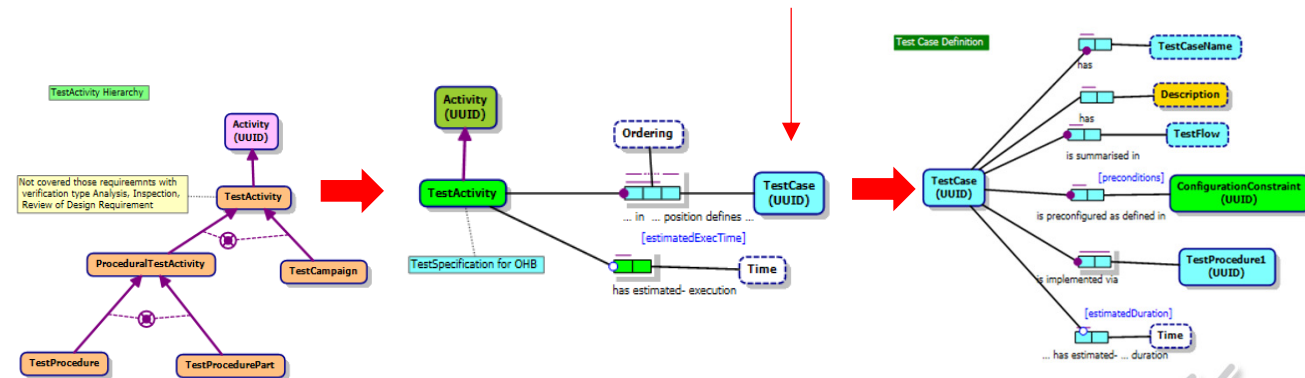 TestActivity Hierarchy
Activity
(UUID)
Not covered those requireemnts with
verification type Analysis, Inspection,
Review of Design Requirement
TestActivity
ProceduralTestActivity
TestCampaign
TestProcedure
TestProcedurePart
Activity
(UUID)
Ordering
TestActivity
TestCase
(UUID)
... in ... position defines ...
[estimatedExecTime]
TestSpecification for OHB
Time
has estimated- execution
Test Case Definition
TestCaseName
has
Description
has
TestFlow
is summarised in
[preconditions]
TestCase
(UUID)
ConfigurationConstraint
(UUID)
is preconfigured as defined in
TestProcedure1
(UUID)
is implemented via
[estimatedDuration]
Time
... has estimated- ... duration